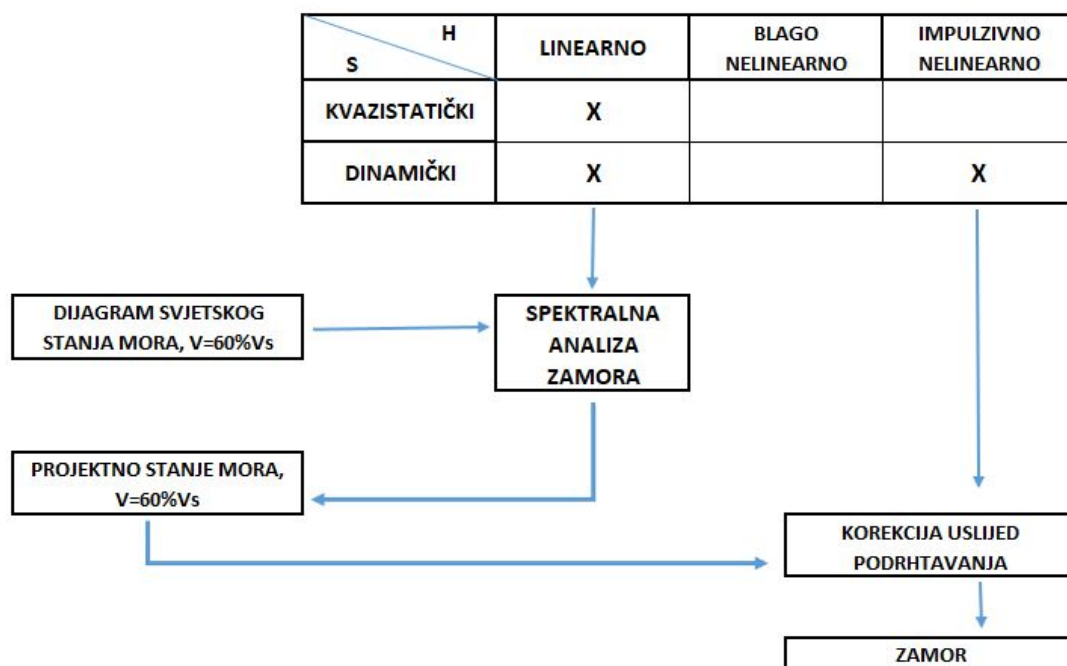 H
S
LINEARNO
BLAGO
NELINEARNO
IMPULZIVNO
NELINEARNO
KVAZISTATIČKI
X
DINAMIČKI
X
X
DIJAGRAM SVJETSKOG
STANJA MORA, V=60%Vs
SPEKTRALNA
ANALIZA
ZAMORA
PROJEKTNO STANJE MORA,
V=60%Vs
KOREKCIJA USLIJED
PODRHTAVANJA
ZAMOR